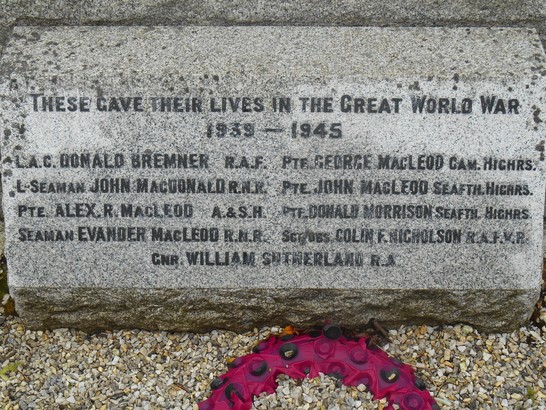 THESE GAVE THEIR LIVES IN THE GREAT WORLD WAR
1939 — 1945
L.A.C. DONALD BREMNER R.A.F. PTE. GEORGE MACLEOD CAM. HIGHRS.
L-SEAMAN JOHN MACDONALD R.N.R. PTE. JOHN MACLEOD SEAFTH. HIGHRS.
PTE. ALEX. R. MACLEOD A.& S.H. PTE. DONALD MORRISON SEAFTH. HIGHRS.
SEAMAN EVANDER MACLEOD R.N.R. SGT/OBS. COLIN F. NICHOLSON R.A.F.V.R.
GNR. WILLIAM SUTHERLAND R.A.